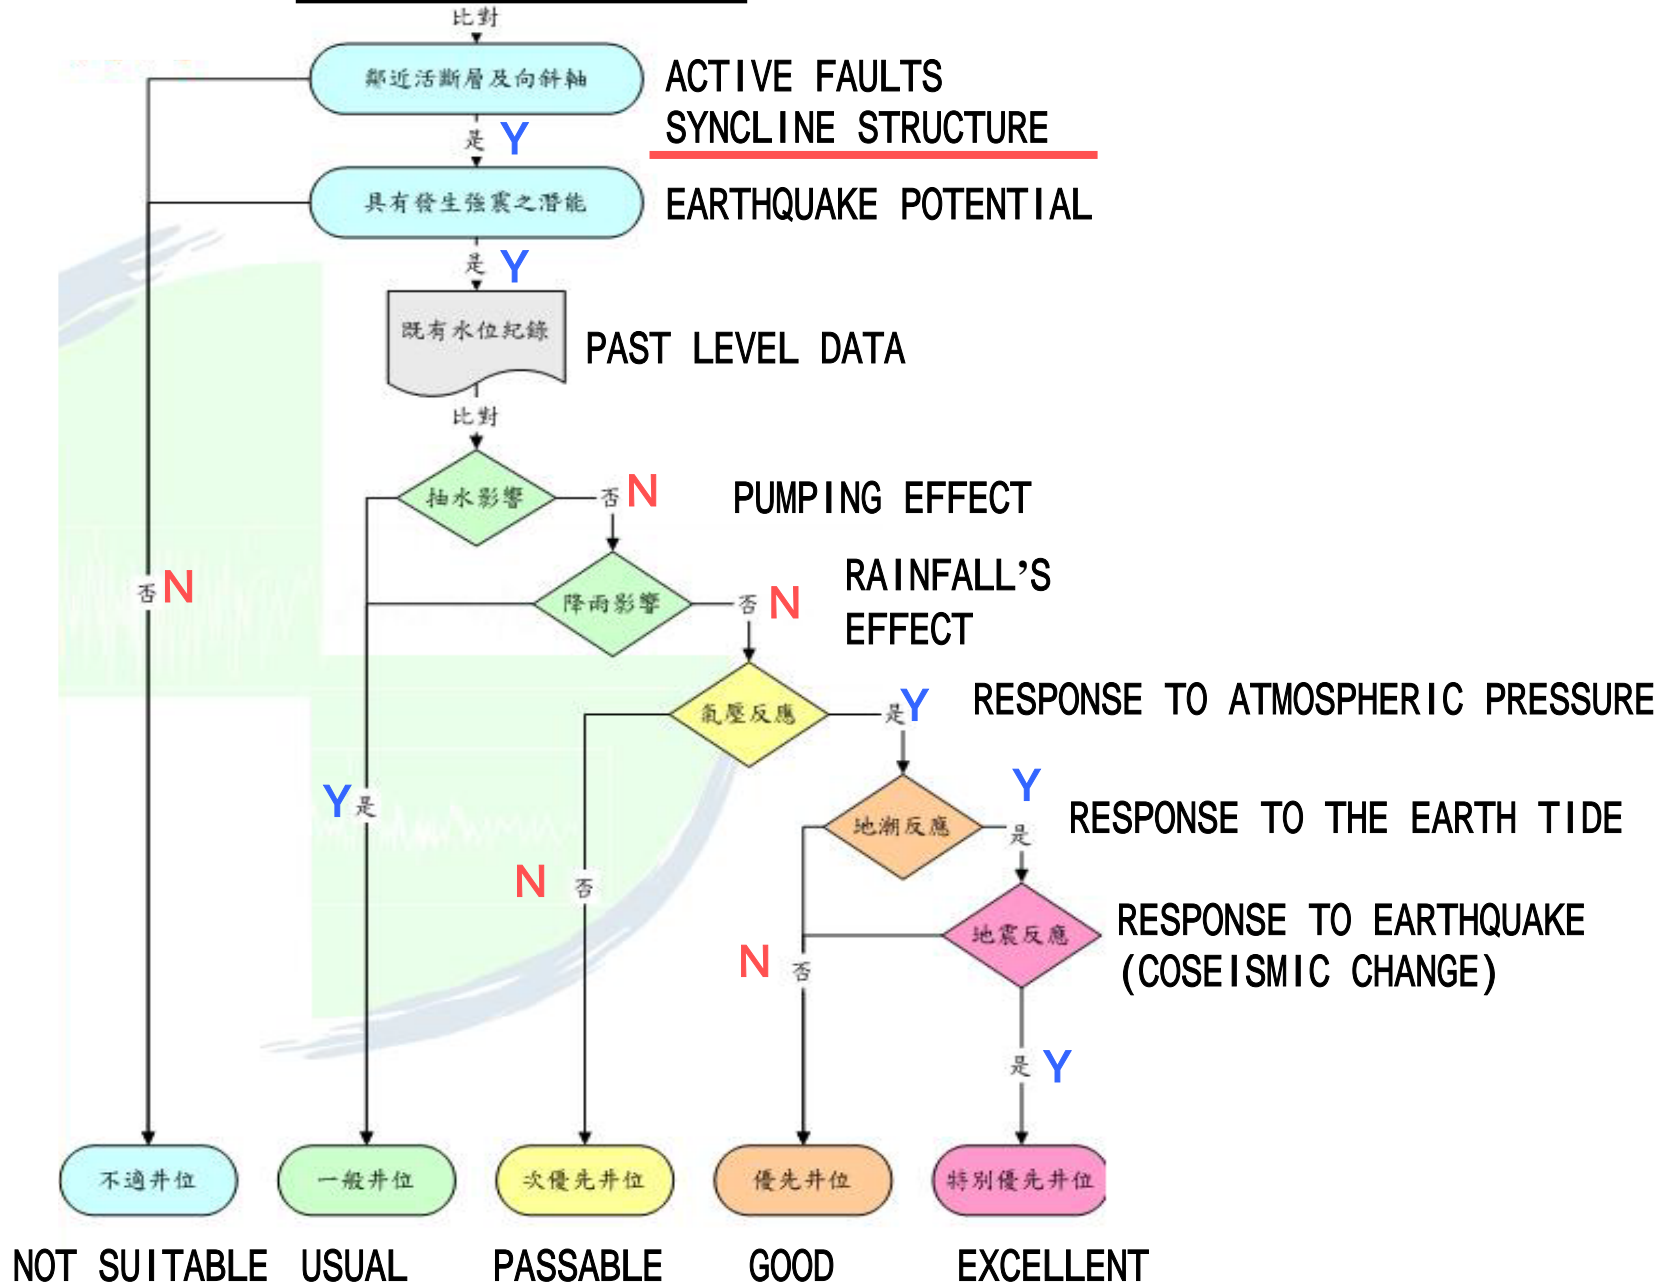 比對
鄰近活斷層及向斜軸
ACTIVE FAULTS
SYNCLINE STRUCTURE
是 Y
具有發生強震之潛能
EARTHQUAKE POTENTIAL
是 Y
既有水位紀錄
PAST LEVEL DATA
比對
抽水影響
否 N
PUMPING EFFECT
否 N
降雨影響
否 N
RAINFALL'S
EFFECT
氣壓反應
是 Y
RESPONSE TO ATMOSPHERIC PRESSURE
Y 是
地潮反應
Y
是
RESPONSE TO THE EARTH TIDE
N 否
地震反應
RESPONSE TO EARTHQUAKE
(COSEISMIC CHANGE)
N 否
是 Y
不適井位
一般井位
次優先井位
優先井位
特別優先井位
NOT SUITABLE
USUAL
PASSABLE
GOOD
EXCELLENT